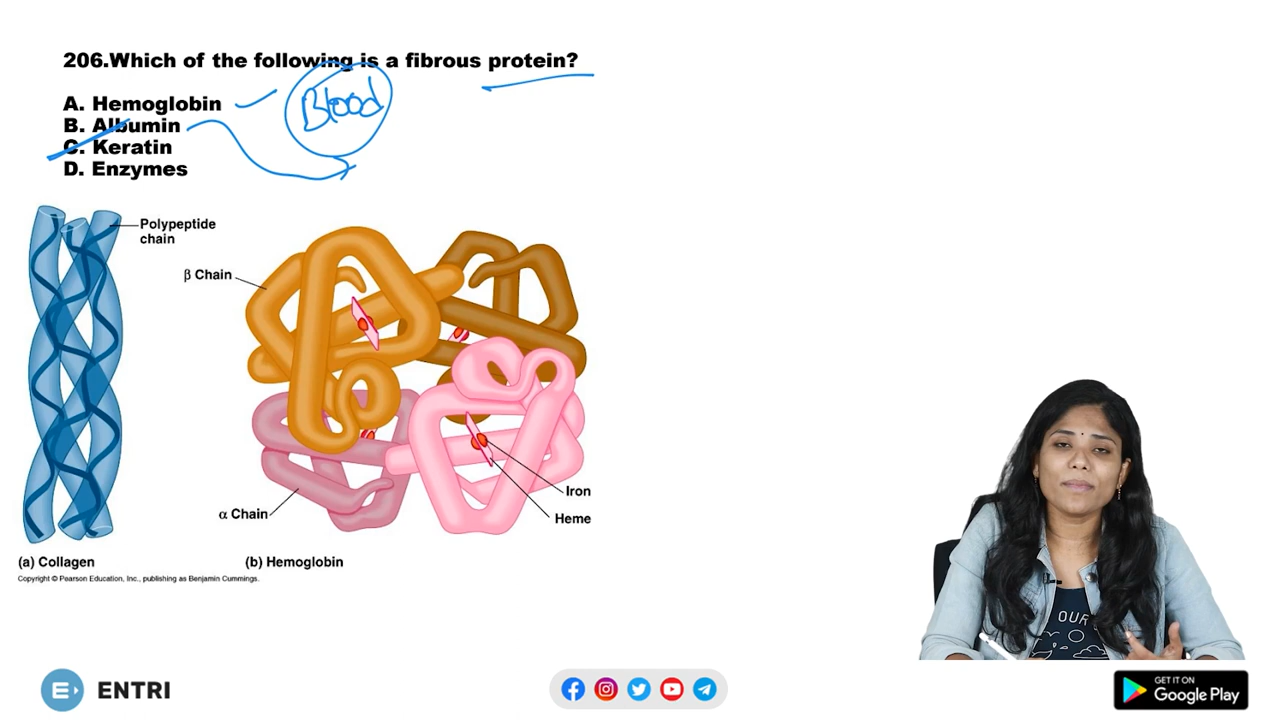 206.Which of the following is a fibrous protein?
A. Hemoglobin
Blood
B. Albumin
C. Keratin
D. Enzymes
Polypeptide
chain
β Chain
Iron
α Chain
Heme
(a) Collagen
(b) Hemoglobin
Copyright © Pearson Education, Inc., publishing as Benjamin Cummings.
OUR
E
ENTRI
GET IT ON
Google Play